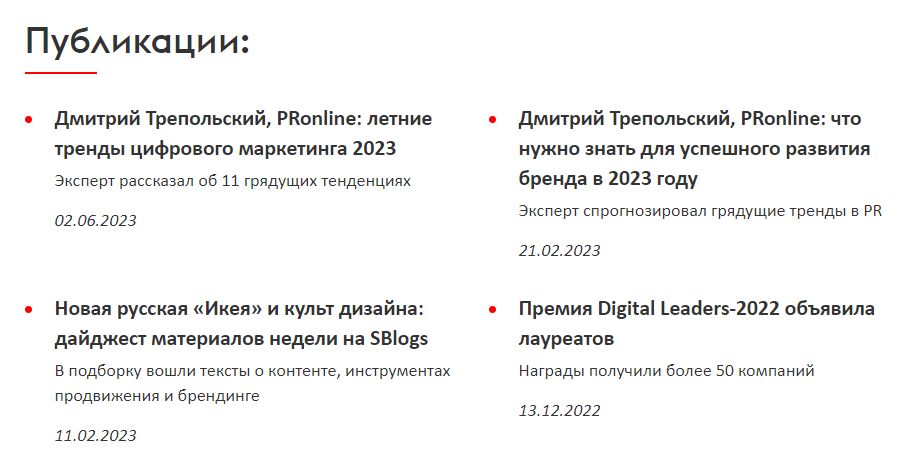 Публикации:
Дмитрий Трепольский, PRonline: летние
тренды цифрового маркетинга 2023
Эксперт рассказал об 11 грядущих тенденциях
02.06.2023
Дмитрий Трепольский, PRonline: что
нужно знать для успешного развития
бренда в 2023 году
Эксперт спрогнозировал грядущие тренды в PR
21.02.2023
Новая русская «Икея» и культ дизайна:
дайджест материалов недели на SBlogs
В подборку вошли тексты о контенте, инструментах
продвижения и брендинге
11.02.2023
Премия Digital Leaders-2022 объявила
лауреатов
Награды получили более 50 компаний
13.12.2022